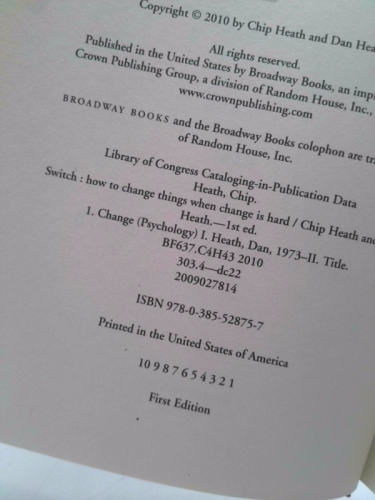 Copyright © 2010 by Chip Heath and Dan
All rights reserved.
Published in the United States by Broadway Books, an
Crown Publishing Group, a division of Random House, Inc.,
www.crownpublishing.com
BROADWAY BOOKS and the Broadway Books colophon are
of Random House, Inc.
Library of Congress Cataloging-in-Publication Data
Heath, Chip.
Switch : how to change things when change is hard / Chip Heath and
Heath.—1st ed.
1. Change (Psychology) I. Heath, Dan, 1973–II. Title.
BF637.C4H43 2010
303.4—dc22
2009027814
ISBN 978-0-385-52875-7
Printed in the United States of America
10 9 8 7 6 5 4 3 2 1
First Edition